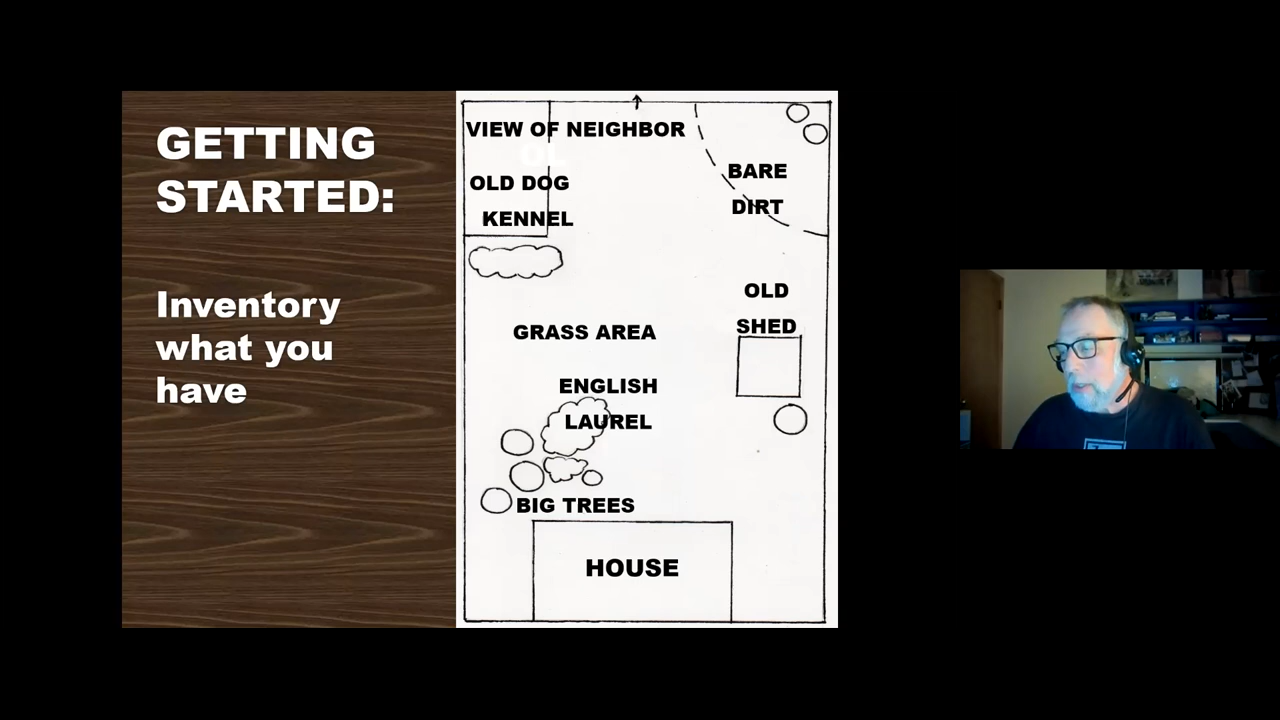 GETTING
STARTED:
Inventory
what you
have
VIEW OF NEIGHBOR
OL
OLD DOG
KENNEL
BARE
DIRT
OLD
SHED
GRASS AREA
ENGLISH
LAUREL
BIG TREES
HOUSE